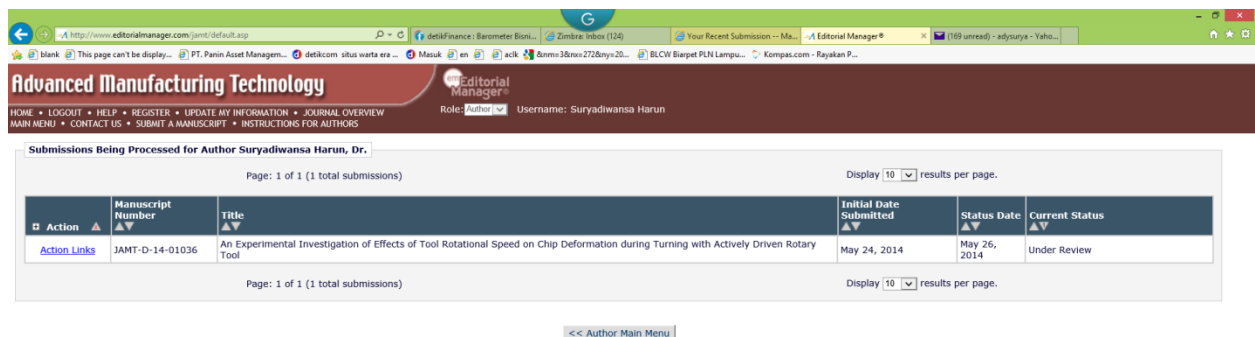 G
http://www.editorialmanager.com/jamt/default.asp
detikFinance : Barometer Bisni...
Zimbra: Inbox (124)
Your Recent Submission -- Ma...
Editorial Manager®
(169 unread) - adysurya - Yaho...
blank
This page can't be display...
PT. Panin Asset Managem...
detikcom situs warta era ...
Masuk
en
aclk
&nm=3&nx=272&ny=20...
BLCW Biarpet PLN Lampu...
Kompas.com - Rayakan P...
Advanced Manufacturing Technology
em Editorial
Manager®
HOME • LOGOUT • HELP • REGISTER • UPDATE MY INFORMATION • JOURNAL OVERVIEW
MAIN MENU • CONTACT US • SUBMIT A MANUSCRIPT • INSTRUCTIONS FOR AUTHORS
Role: Author Username: Suryadiwansa Harun
Submissions Being Processed for Author Suryadiwansa Harun, Dr.
Page: 1 of 1 (1 total submissions)
Display 10 results per page.
Action
Manuscript
Number
Title
Initial Date
Submitted
Status Date
Current Status
Action Links
JAMT-D-14-01036
An Experimental Investigation of Effects of Tool Rotational Speed on Chip Deformation during Turning with Actively Driven Rotary
Tool
May 24, 2014
May 26,
2014
Under Review
Page: 1 of 1 (1 total submissions)
Display 10 results per page.
<< Author Main Menu